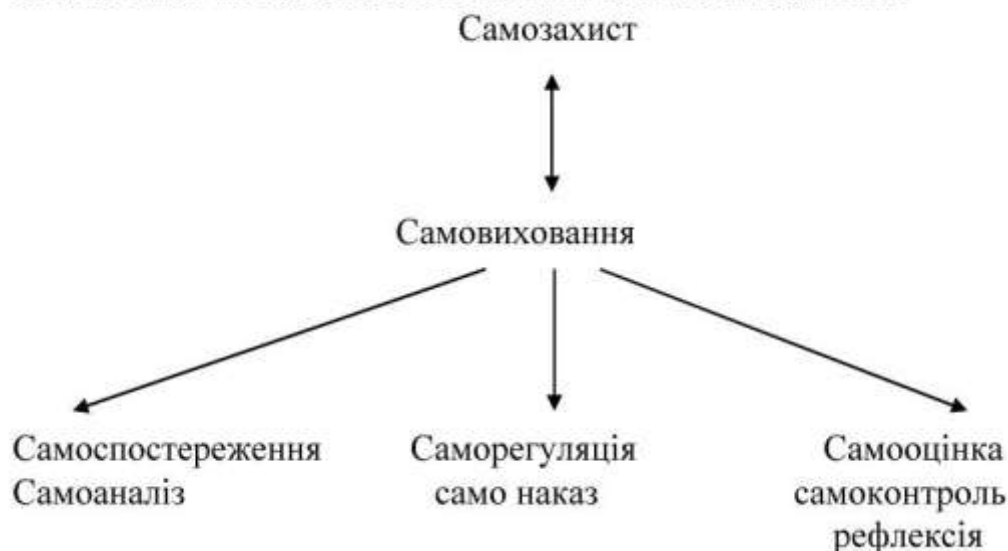 Самозахист
Самовиховання
Самоспостереження
Самоаналіз
Саморегуляція
само наказ
Самооцінка
самоконтроль
рефлексія